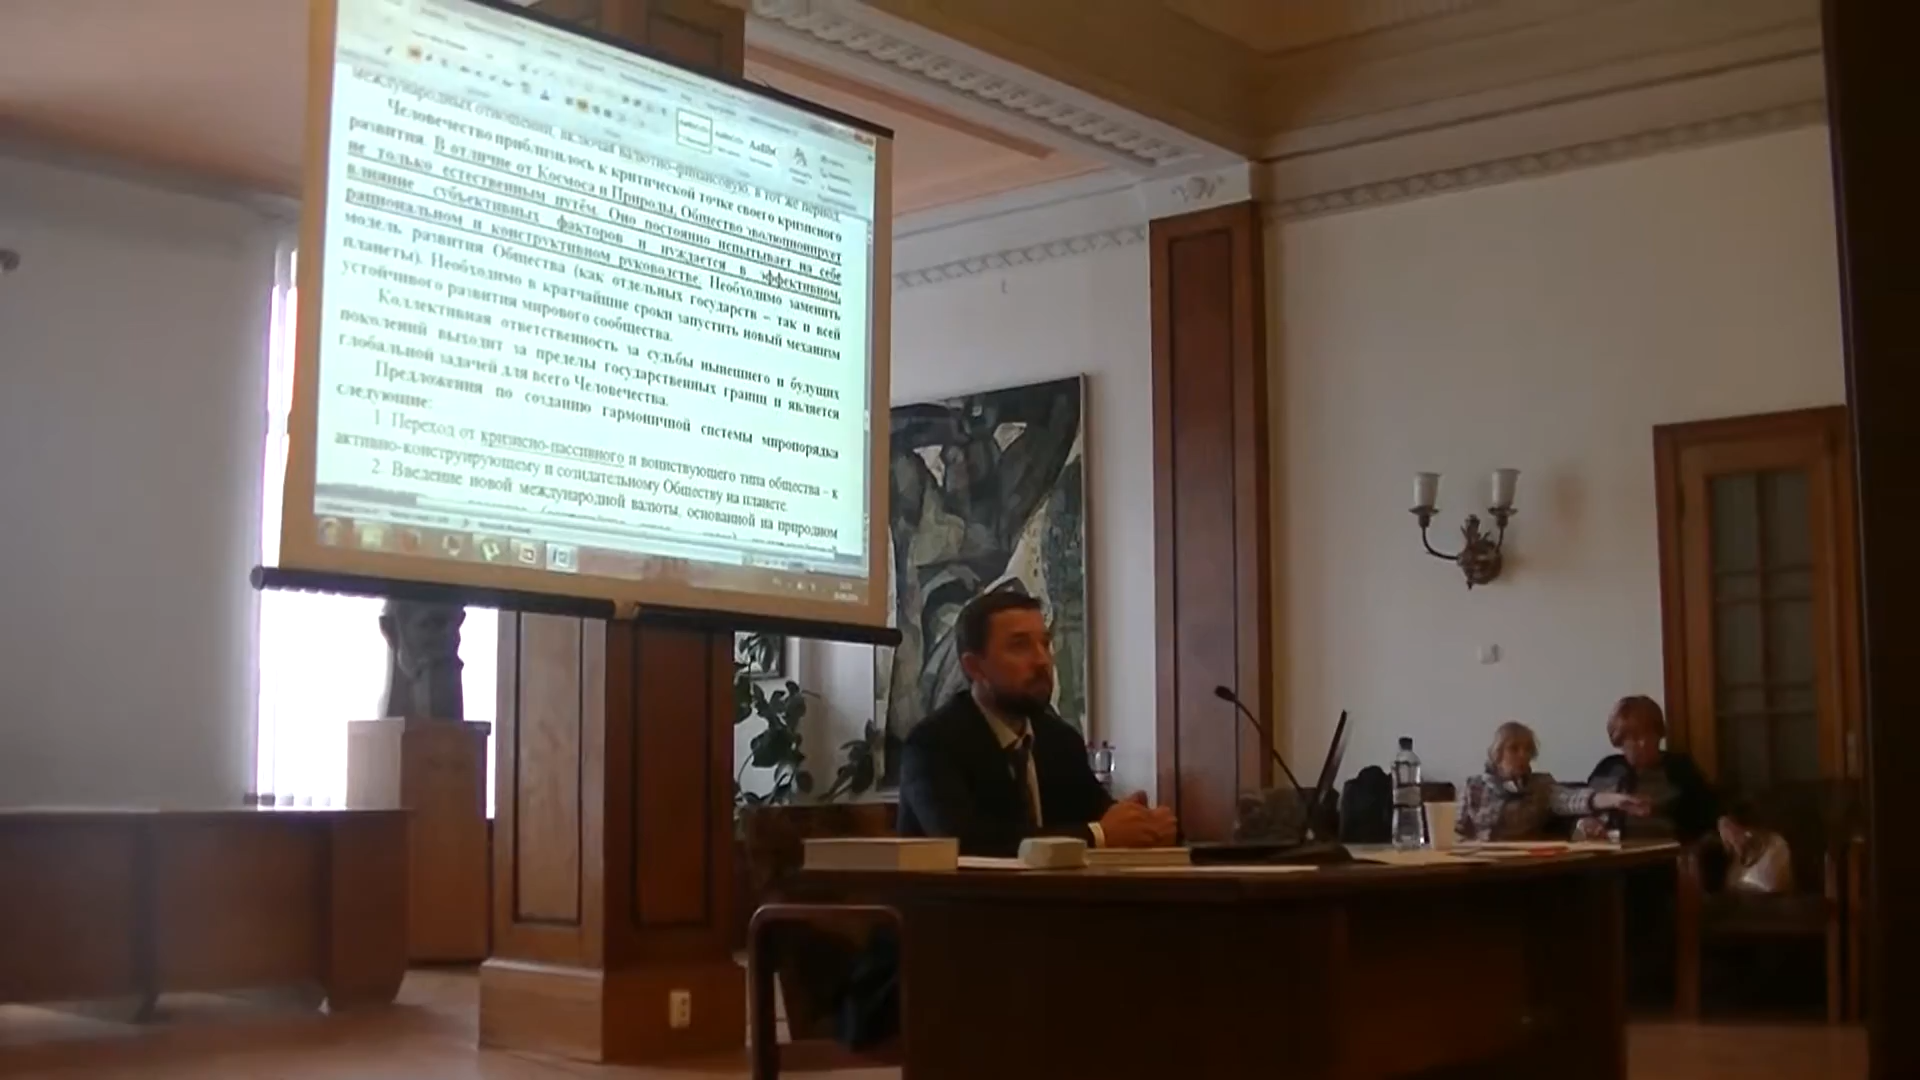 международных отношений, включая валютно-финансовую, в тот же период.
Человечество приблизилось к критической точке своего кризисного
развития. В отличие от Космоса и Природы, Общество эволюционирует
не только естественным путём. Оно постоянно испытывает на себе
влияние субъективных факторов и нуждается в эффективном,
рациональном и конструктивном руководстве. Необходимо заменить
модель развития Общества (как отдельных государств – так и всей
планеты). Необходимо в кратчайшие сроки запустить новый механизм
устойчивого развития мирового сообщества.
Коллективная ответственность за судьбы нынешнего и будущих
поколений выходит за пределы государственных границ и является
глобальной задачей для всего Человечества.
Предложения по созданию гармоничной системы миропорядка
следующие:
1. Переход от кризисно-пассивного и воинствующего типа общества - к
активно-конструирующему и созидательному Обществу на планете.
2. Введение новой международной валюты, основанной на природном